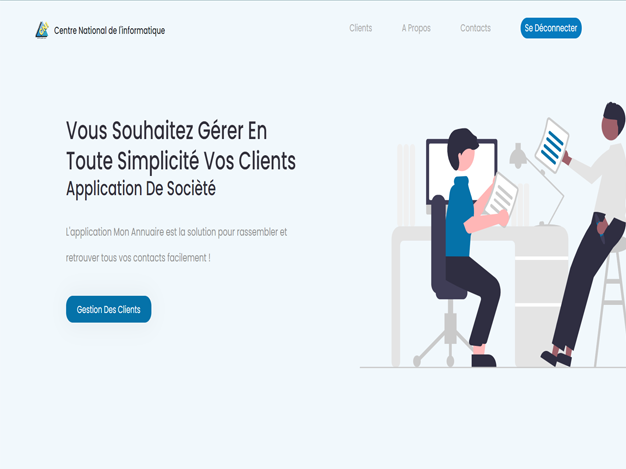 Centre National de l'informatique
Clients
A Propos
Contacts
Se Déconnecter
Vous Souhaitez Gérer En
Toute Simplicité Vos Clients
Application De Socièté
L'application Mon Annuaire est la solution pour rassembler et
retrouver tous vos contacts facilement !
Gestion Des Clients